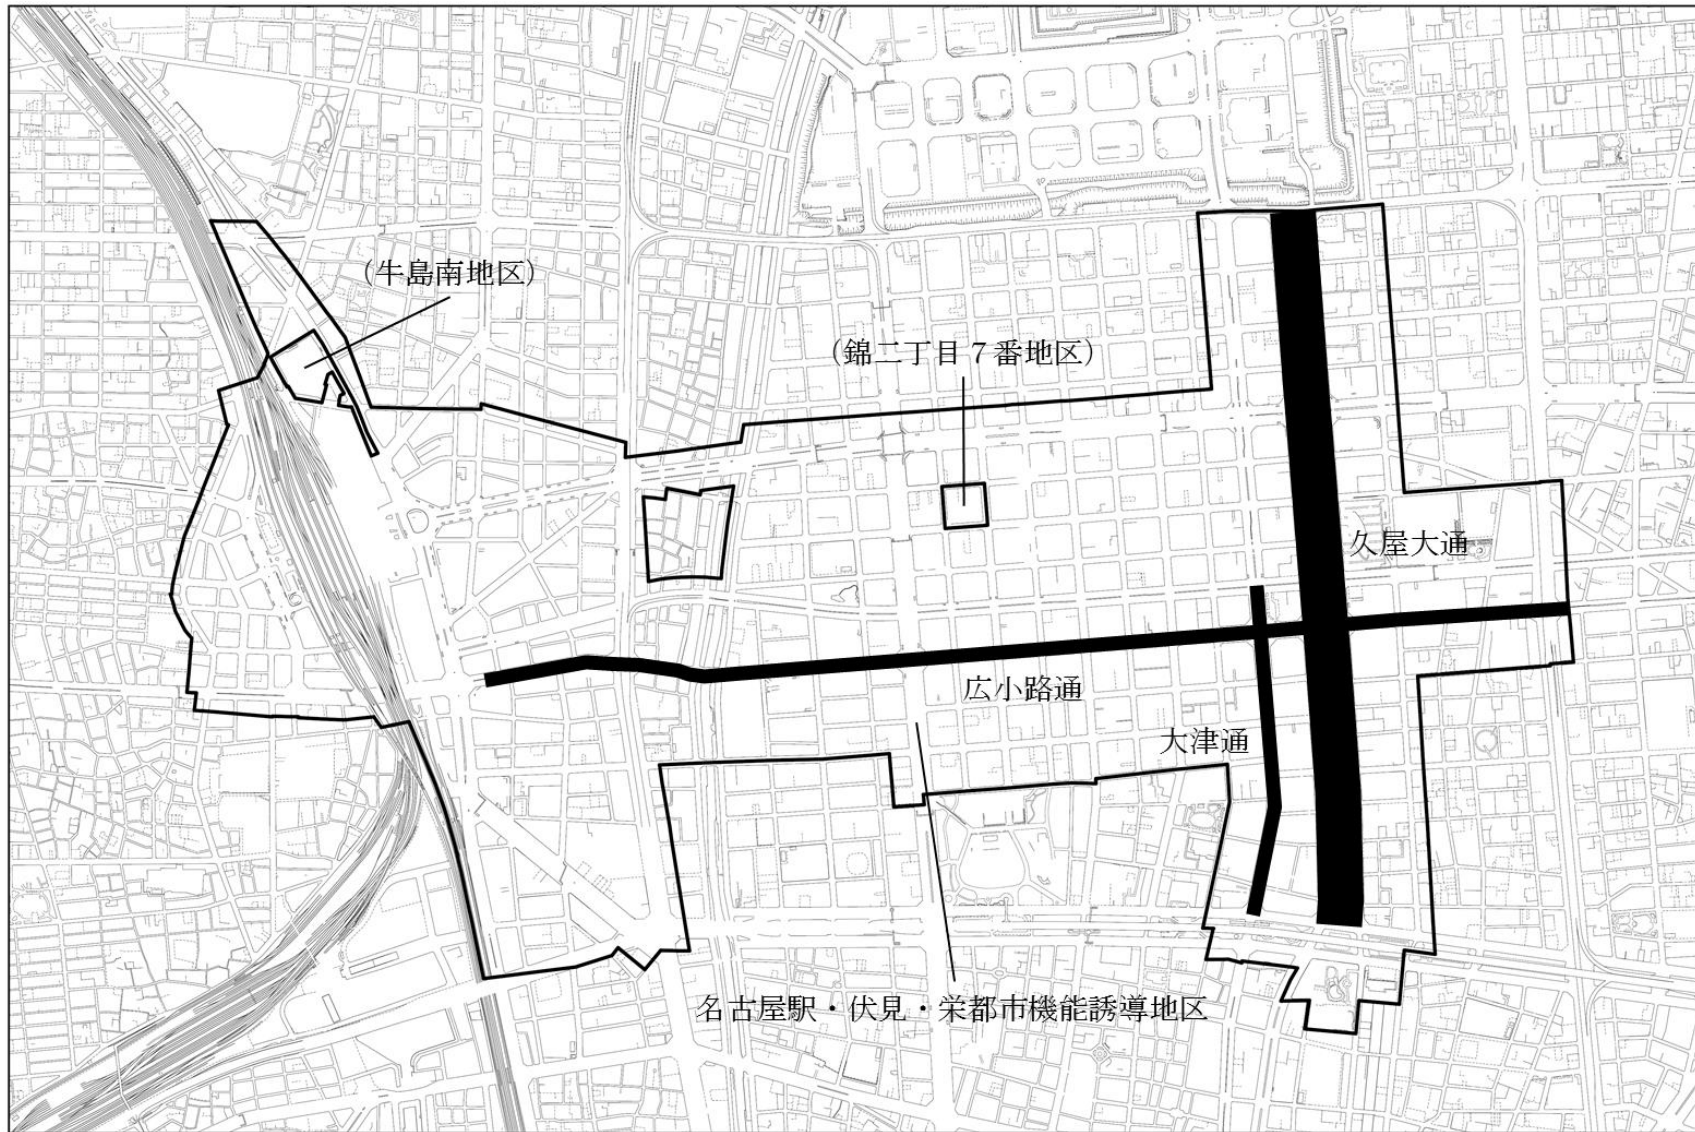 (牛島南地区)
(錦二丁目７番地区)
久屋大通
広小路通
大津通
名古屋駅・伏見・栄都市機能誘導地区